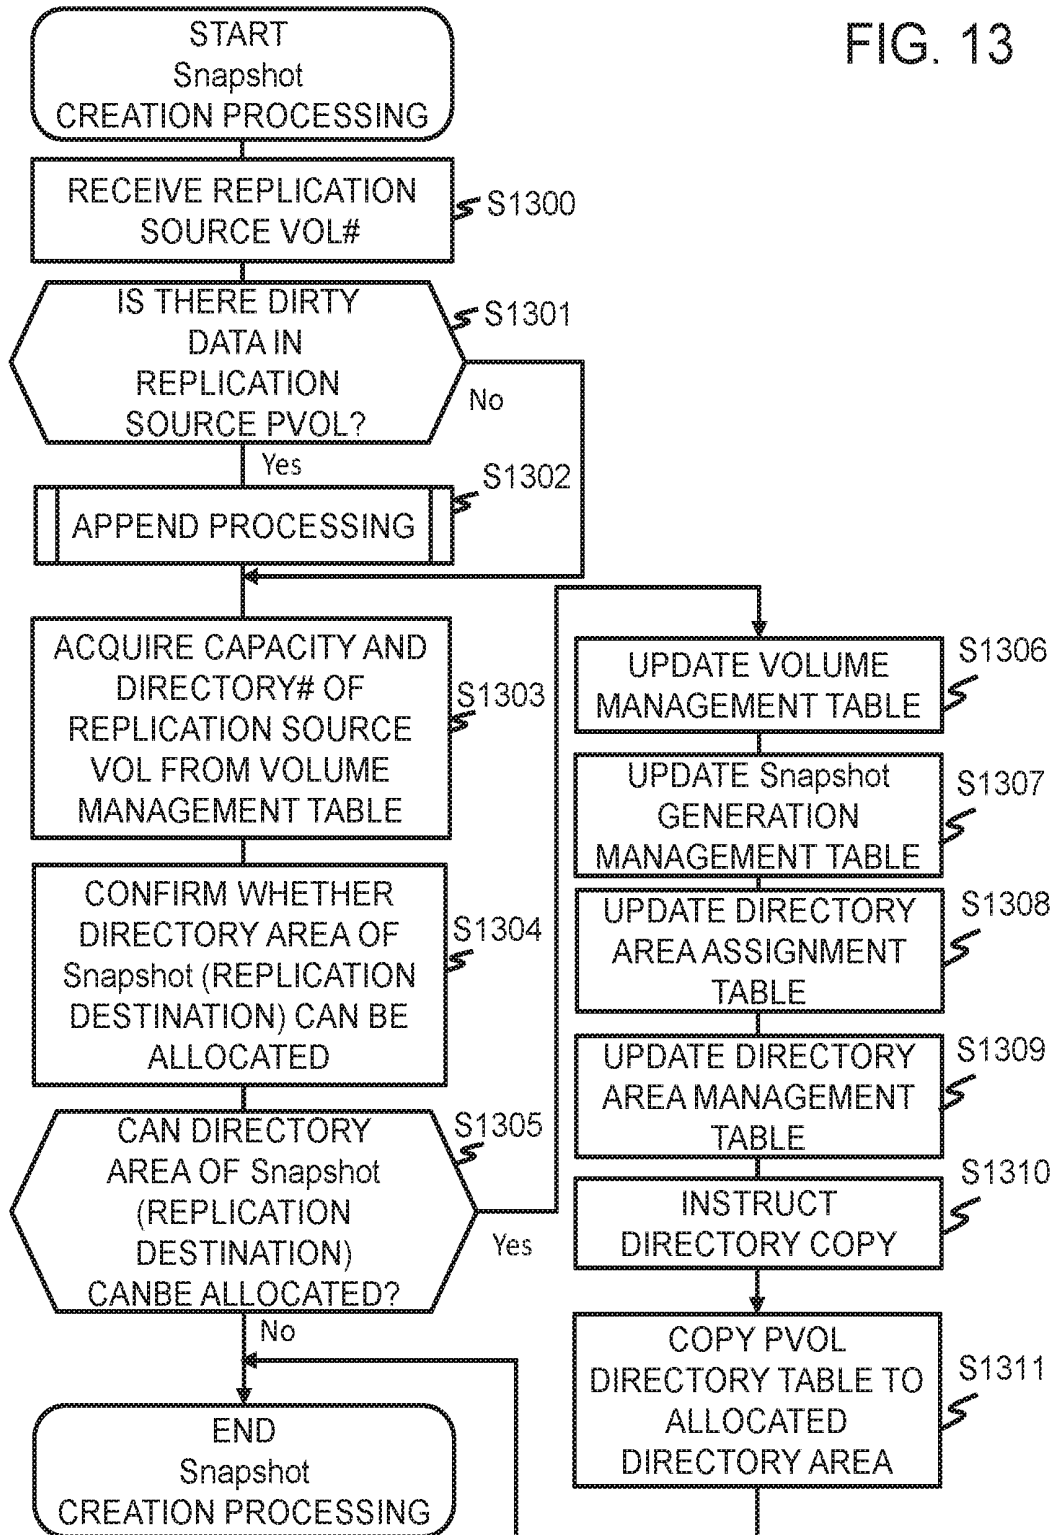 FIG. 13
START
Snapshot
CREATION PROCESSING
RECEIVE REPLICATION
SOURCE VOL#
S1300
IS THERE DIRTY
DATA IN
REPLICATION
SOURCE PVOL?
S1301
No
Yes
APPEND PROCESSING
S1302
ACQUIRE CAPACITY AND
DIRECTORY# OF
REPLICATION SOURCE
VOL FROM VOLUME
MANAGEMENT TABLE
S1303
CONFIRM WHETHER
DIRECTORY AREA OF
Snapshot (REPLICATION
DESTINATION) CAN BE
ALLOCATED
S1304
CAN DIRECTORY
AREA OF Snapshot
(REPLICATION
DESTINATION)
CANBE ALLOCATED?
S1305
Yes
No
END
Snapshot
CREATION PROCESSING
UPDATE VOLUME
MANAGEMENT TABLE
S1306
UPDATE Snapshot
GENERATION
MANAGEMENT TABLE
S1307
UPDATE DIRECTORY
AREA ASSIGNMENT
TABLE
S1308
UPDATE DIRECTORY
AREA MANAGEMENT
TABLE
S1309
INSTRUCT
DIRECTORY COPY
S1310
COPY PVOL
DIRECTORY TABLE TO
ALLOCATED
DIRECTORY AREA
S1311